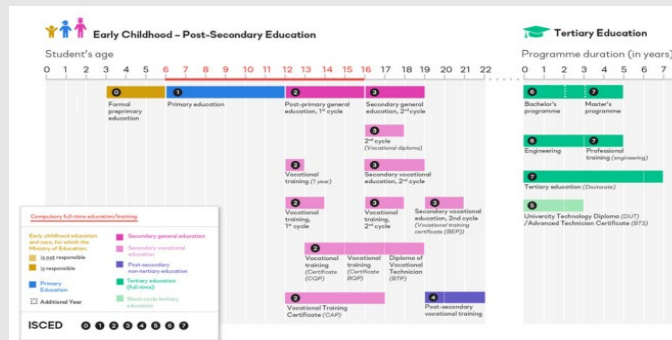 Early Childhood – Post-Secondary Education
Tertiary Education
Student's age
Programme duration (in years)
0 1 2 3 4 5 6 7 8 9 10 11 12 13 14 15 16 17 18 19 20 21 22
0 1 2 3 4 5 6 7
0
Formal
preprimary
education
1
Primary education
2
Post-primary general
education, 1st cycle
3
Secondary general
education, 2nd cycle
3
2nd cycle
(Vocational diploma)
2
Vocational
training (1 year)
3
Secondary vocational
education, 2nd cycle
2
Vocational
training,
1st cycle
3
Vocational
training,
2nd cycle
3
Secondary vocational
education, 2nd cycle
(Vocational training
certificate (BEP))
2
Vocational
training
(Certificate
(CQP)
Vocational
training
(Certificate
BQP)
Diploma of
Vocational
Technician
(BTP)
2
Vocational Training
Certificate (CAP)
4
Post-secondary
vocational training
6
Bachelor's
programme
7
Master's
programme
6
Engineering
7
Professional
training (engineering)
7
Tertiary education (Doctorate)
5
University Technology Diploma (DUT)
/Advanced Technician Certificate (BTS)
Compulsory full-time education/training
Early childhood education
and care, for which the
Ministry of Education:
is not responsible
is responsible
Primary
Education
Additional Year
Secondary general education
Secondary vocational
education
Post-secondary
non-tertiary education
Tertiary education
(full-time)
Short-cycle tertiary
education
ISCED 0 1 2 3 4 5 6 7